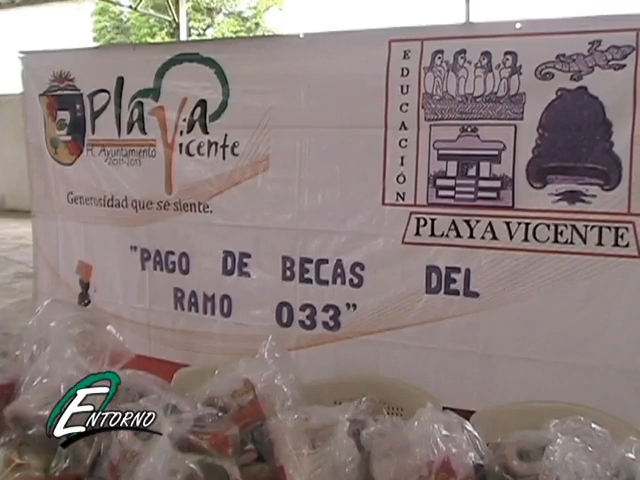 Playa Vicente
H. Ayuntamiento
2011-2013
Generosidad que se siente.
EDUCACIÓN
PLAYA VICENTE
"PAGO DE BECAS DEL
RAMO 033"
ENTORNO